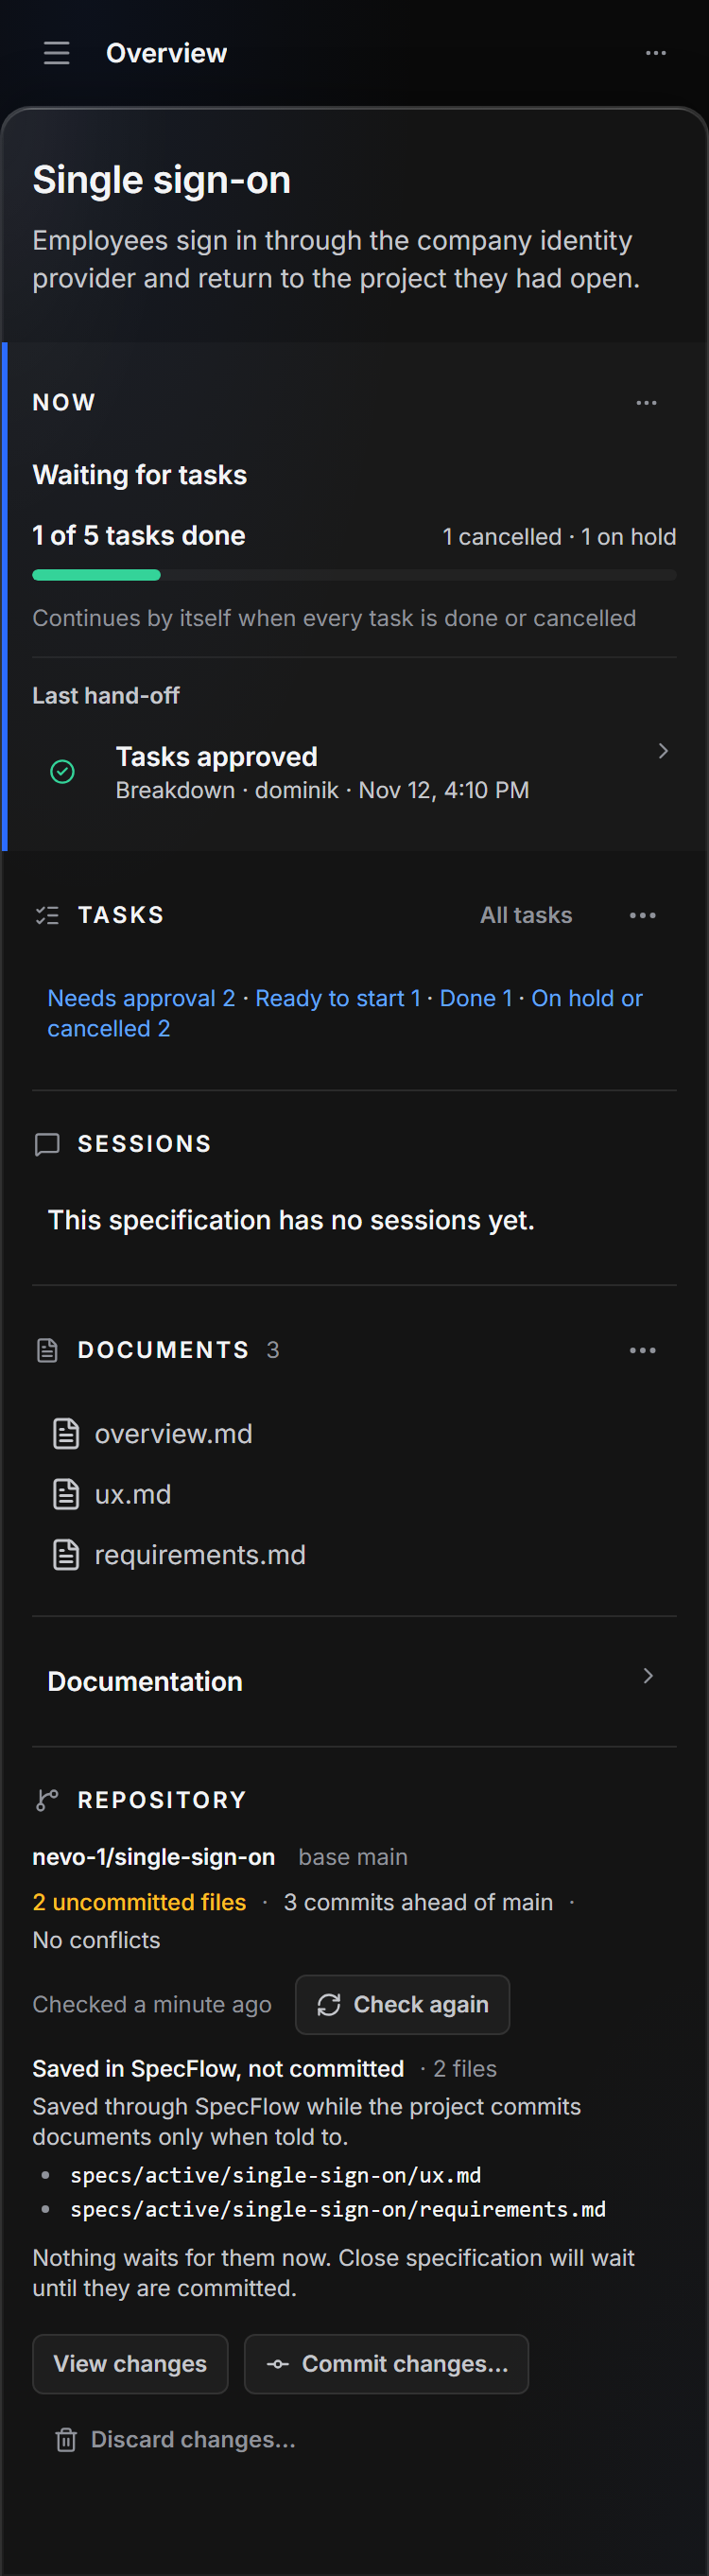 Overview
Single sign-on
Employees sign in through the company identity
provider and return to the project they had open.
NOW
Waiting for tasks
1 of 5 tasks done
1 cancelled · 1 on hold
Continues by itself when every task is done or cancelled
Last hand-off
Tasks approved
Breakdown · dominik · Nov 12, 4:10 PM
TASKS
All tasks
Needs approval 2 · Ready to start 1 · Done 1 · On hold or
cancelled 2
SESSIONS
This specification has no sessions yet.
DOCUMENTS 3
overview.md
ux.md
requirements.md
Documentation
REPOSITORY
nevo-1/single-sign-on base main
2 uncommitted files · 3 commits ahead of main ·
No conflicts
Checked a minute ago
Check again
Saved in SpecFlow, not committed · 2 files
Saved through SpecFlow while the project commits
documents only when told to.
• specs/active/single-sign-on/ux.md
• specs/active/single-sign-on/requirements.md
Nothing waits for them now. Close specification will wait
until they are committed.
View changes
Commit changes...
Discard changes...